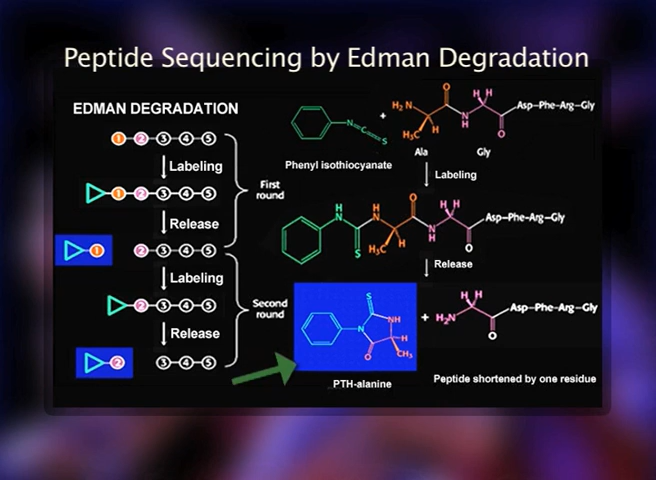 Peptide Sequencing by Edman Degradation
EDMAN DEGRADATION
1 2 3 4 5
Labeling
1 2 3 4 5
Release
First
round
1 2 3 4 5
Labeling
2 3 4 5
Release
Second
round
2 3 4 5
N=C=S
Phenyl isothiocyanate
+
H₂N
H₃C
H
O
N
H
H H
O
Asp–Phe–Arg–Gly
Ala
Gly
Labeling
H
N
S
H
N
H₃C
H
O
N
H
H H
O
Asp–Phe–Arg–Gly
Release
S
N
NH
H
O
CH₃
PTH-alanine
+
H₂N
H H
O
Asp–Phe–Arg–Gly
Peptide shortened by one residue